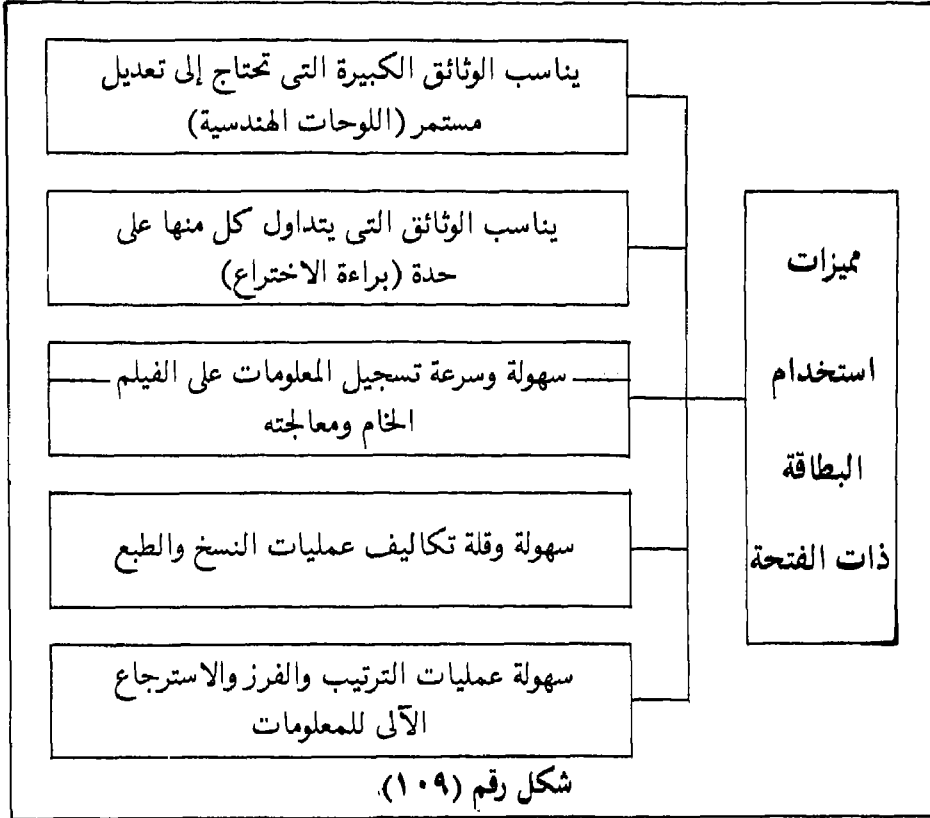 مميزات
استخدام
البطاقة
ذات الفتحة
يناسب الوثائق الكبيرة التى تحتاج إلى تعديل
مستمر (اللوحات الهندسية)
يناسب الوثائق التى يتداول كل منها على
حدة (براءة الاختراع)
سهولة وسرعة تسجيل المعلومات على الفيلم
الخام ومعالجته
سهولة وقلة تكاليف عمليات النسخ والطبع
سهولة عمليات الترتيب والفرز والاسترجاع
الآلى للمعلومات
شكل رقم (١٠٩)